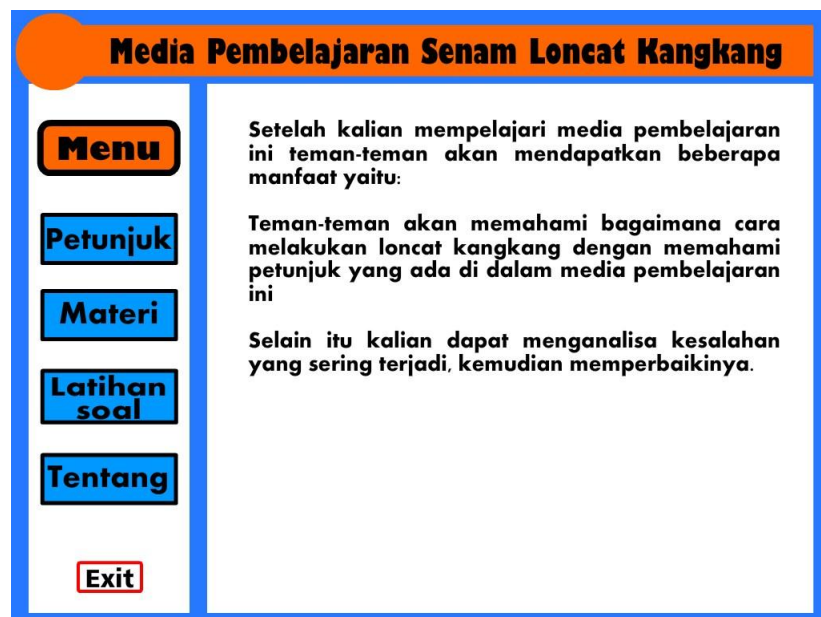 Media Pembelajaran Senam Loncat Kangkang
Menu
Petunjuk
Materi
Latihan
soal
Tentang
Exit
Setelah kalian mempelajari media pembelajaran
ini teman-teman akan mendapatkan beberapa
manfaat yaitu:
Teman-teman akan memahami bagaimana cara
melakukan loncat kangkang dengan memahami
petunjuk yang ada di dalam media pembelajaran
ini
Selain itu kalian dapat menganalisa kesalahan
yang sering terjadi, kemudian memperbaikinya.